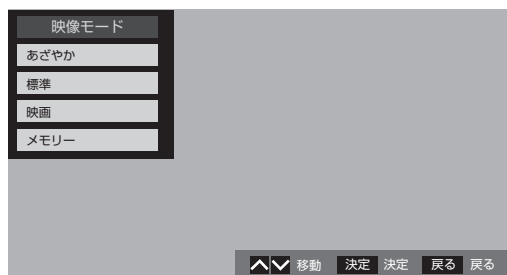 映像モード
あざやか
標準
映画
メモリー
移動 決定 決定 戻る 戻る